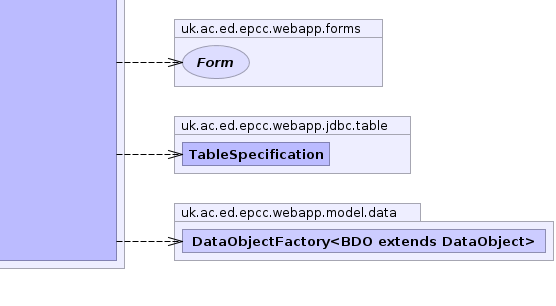 uk.ac.ed.epcc.webapp.forms
Form
uk.ac.ed.epcc.webapp.jdbc.table
TableSpecification
uk.ac.ed.epcc.webapp.model.data
DataObjectFactory<BDO extends DataObject>